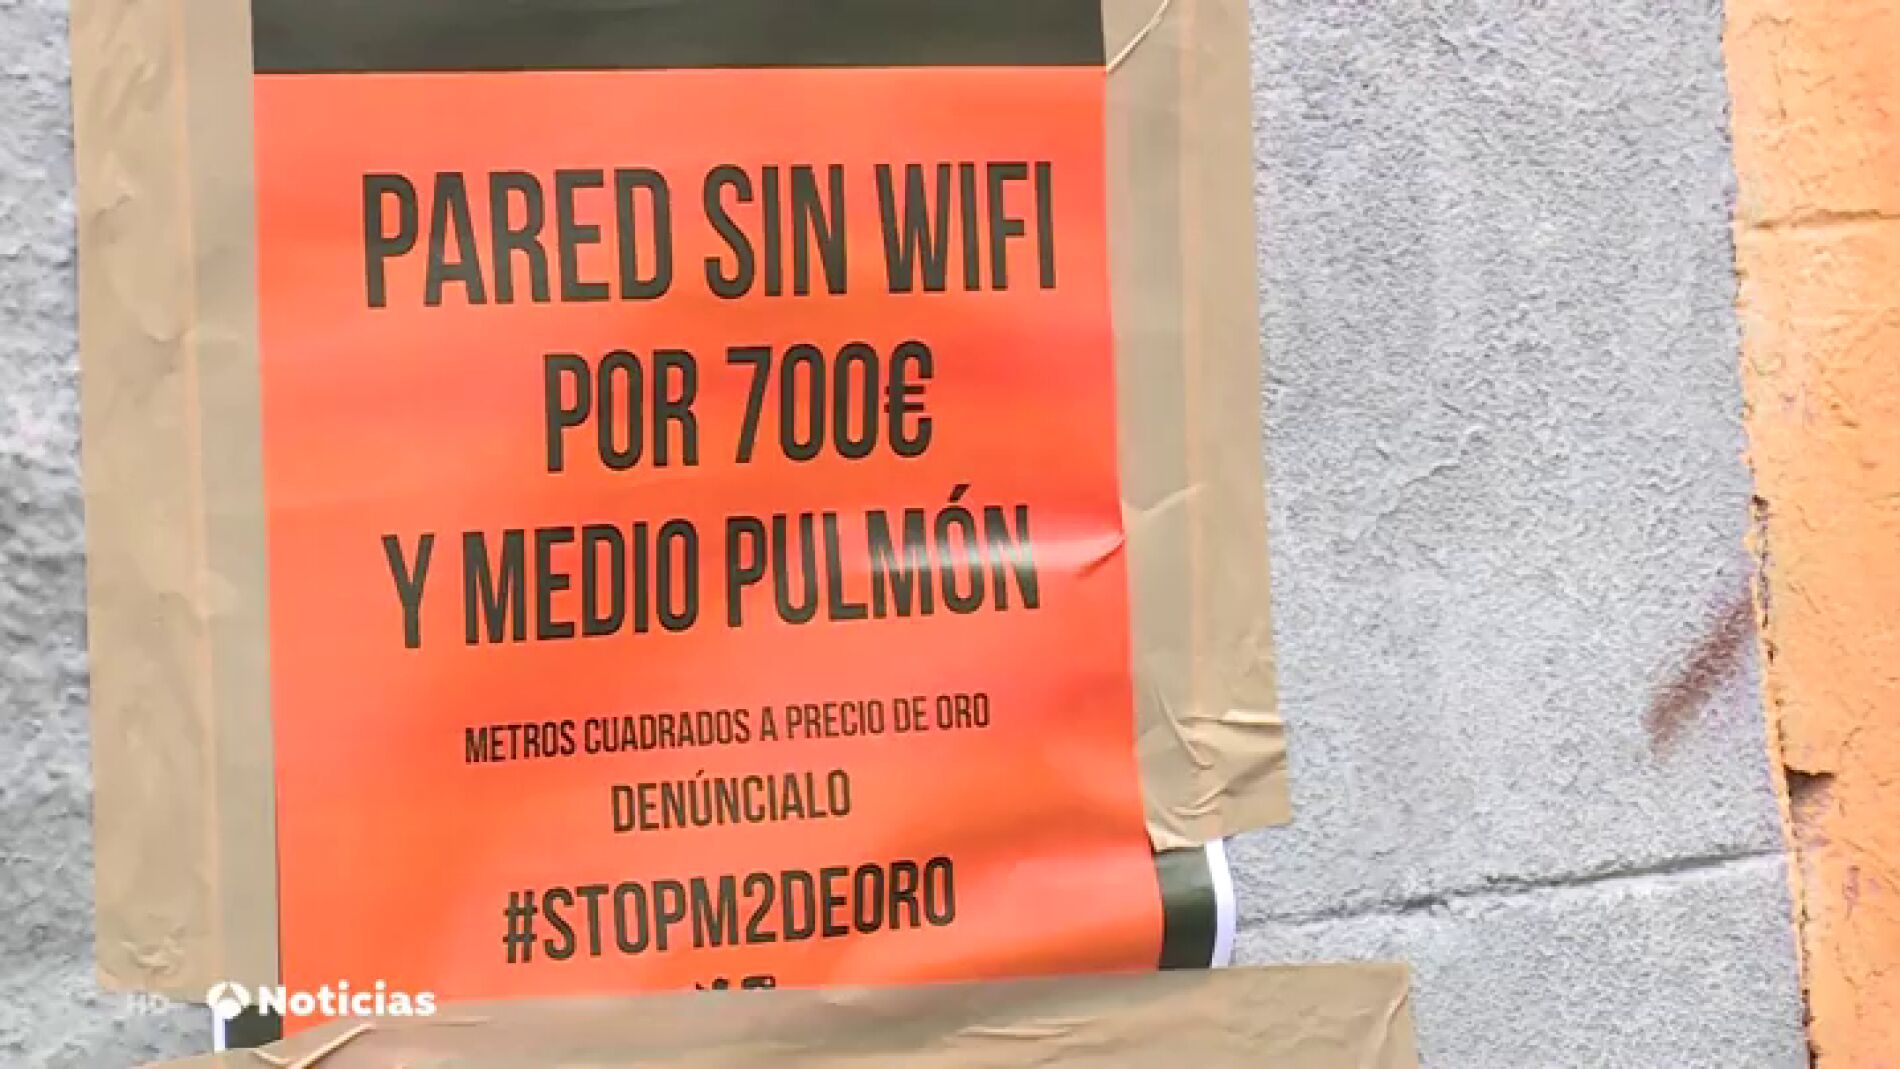 PARED SIN WIFI
POR 700€
Y MEDIO PULMÓN
METROS CUADRADOS A PRECIO DE ORO
DENÚNCIALO
#STOPM2DEORO
HD Noticias